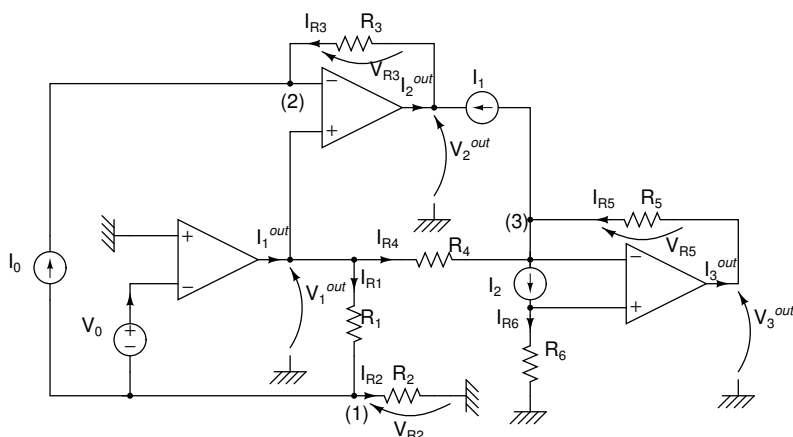 I_R3 R_3
V_R3
I_2^out
I_1
(2)
−
+
V_2^out
(3)
I_R5 R_5
V_R5
I_1^out
I_R4 R_4
I_0
+
−
V_1^out
I_R1
R_1
I_2
−
+
I_3^out
V_3^out
V_0
+
−
I_R6
R_6
I_R2 R_2
(1)
V_R2